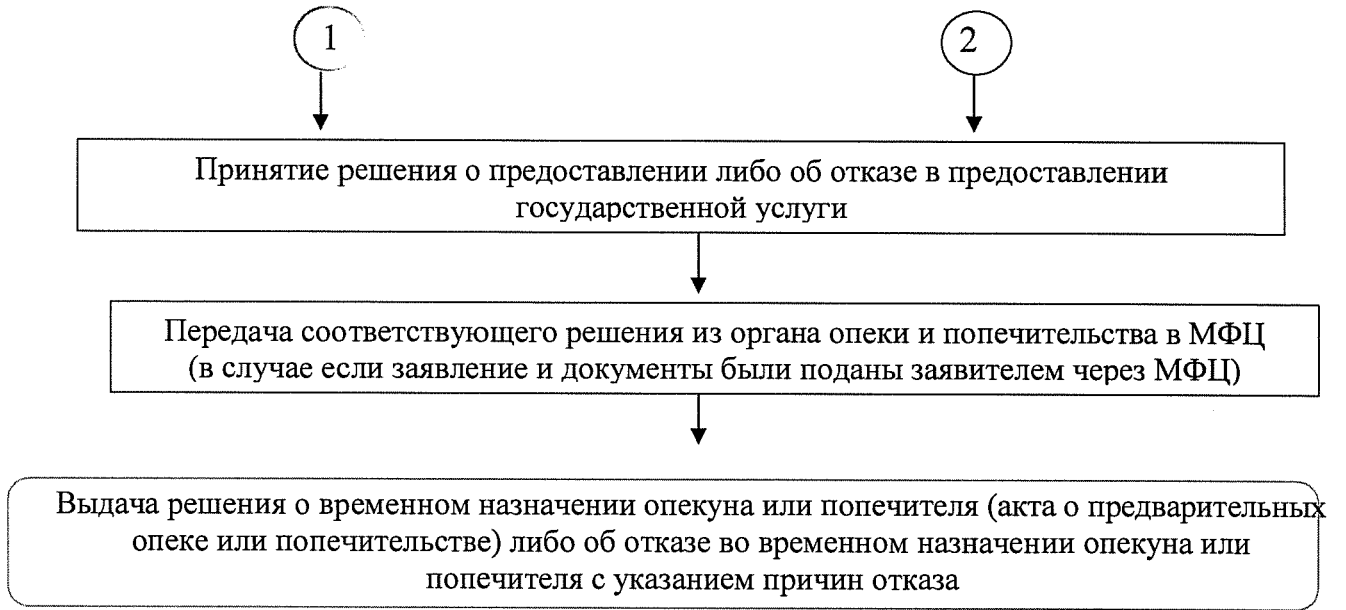 1
2
Принятие решения о предоставлении либо об отказе в предоставлении
государственной услуги
Передача соответствующего решения из органа опеки и попечительства в МФЦ
(в случае если заявление и документы были поданы заявителем через МФЦ)
Выдача решения о временном назначении опекуна или попечителя (акта о предварительных
опеке или попечительстве) либо об отказе во временном назначении опекуна или
попечителя с указанием причин отказа